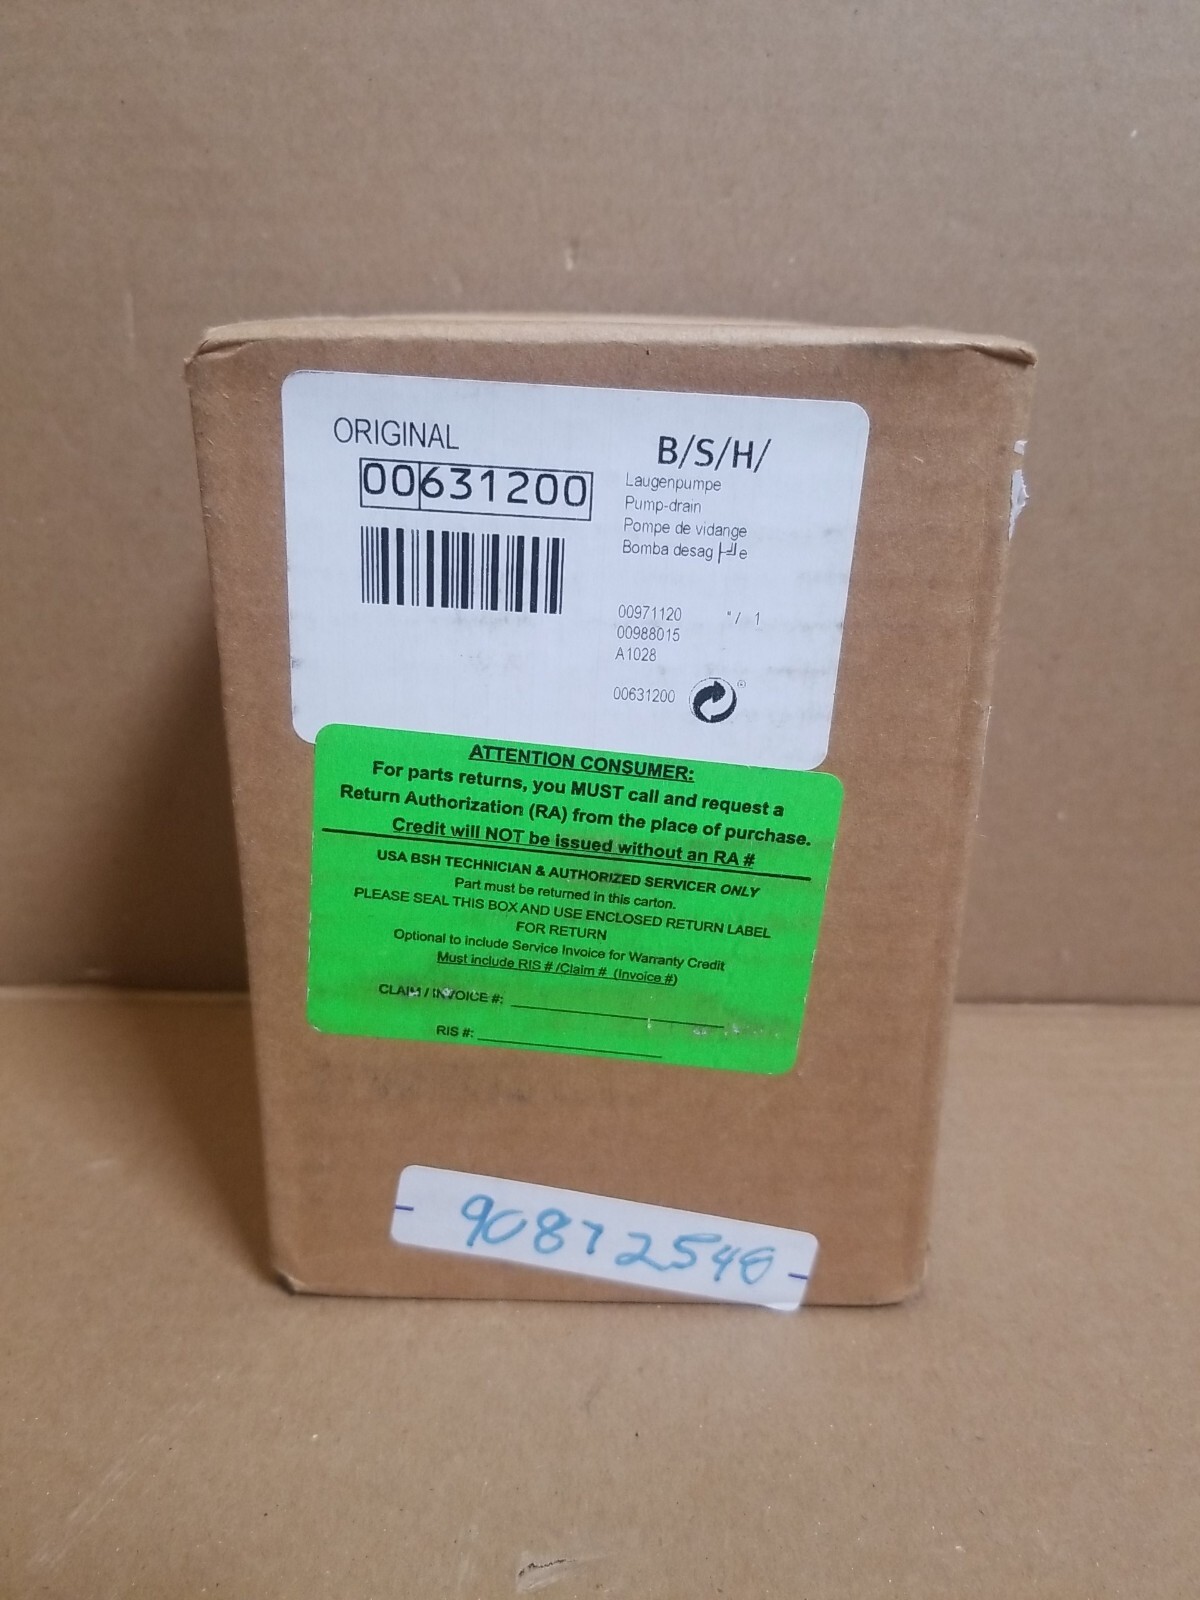 ORIGINAL
00631200
B/S/H/
Laugenpumpe
Pump-drain
Pompe de vidange
Bomba desag╜e
00971120 "/ 1
00988015
A1028
00631200
ATTENTION CONSUMER:
For parts returns, you MUST call and request a
Return Authorization (RA) from the place of purchase.
Credit will NOT be issued without an RA #
USA BSH TECHNICIAN & AUTHORIZED SERVICER ONLY
Part must be returned in this carton.
PLEASE SEAL THIS BOX AND USE ENCLOSED RETURN LABEL
FOR RETURN
Optional to include Service Invoice for Warranty Credit
Must include RIS # /Claim # (Invoice #)
CLAIM / INVOICE #:
RIS #:
90872540